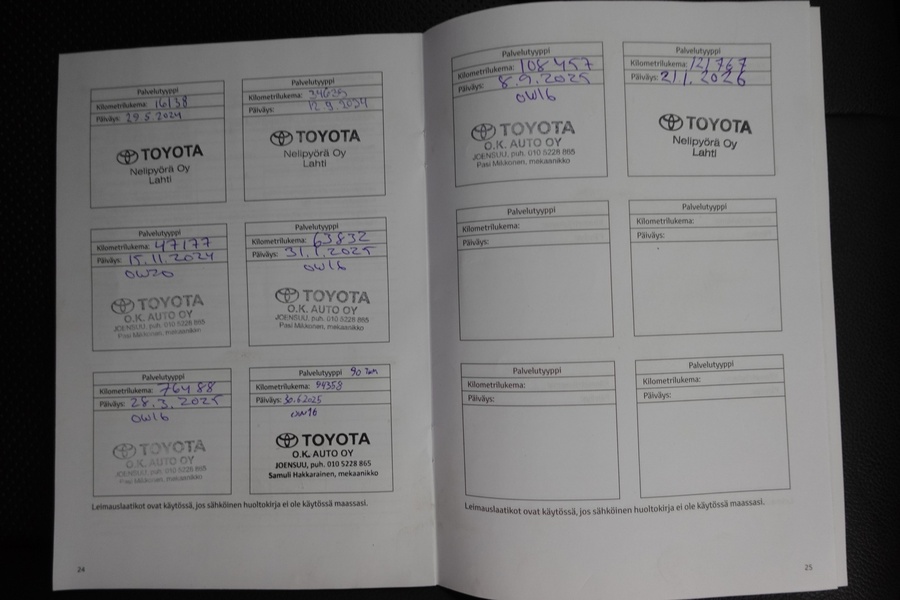 Palvelutyyppi
Kilometrilukema: 16158
Päiväys: 29 5 2024
TOYOTA
Nelipyörä Oy
Lahti
Palvelutyyppi
Kilometrilukema:
Päiväys: 12.9.2024
TOYOTA
Nelipyörä Oy
Lahti
Palvelutyyppi
Kilometrilukema: 47177
Päiväys: 15.11.2024
0W20
TOYOTA
O.K. AUTO OY
JOENSUU, puh. 010 5228 865
Pasi Mikkonen, mekaanikko
Palvelutyyppi
Kilometrilukema: 63832
Päiväys: 31.1.2025
0W16
TOYOTA
O.K. AUTO OY
JOENSUU, puh. 010 5228 865
Pasi Mikkonen, mekaanikko
Palvelutyyppi
Kilometrilukema: 76488
Päiväys: 28.3.2025
0W16
TOYOTA
O.K. AUTO OY
JOENSUU, puh. 010 5228 865
Pasi Mikkonen, mekaanikko
Palvelutyyppi 90
Kilometrilukema: 94358
Päiväys: 30.6.2025
0W16
TOYOTA
O.K. AUTO OY
JOENSUU, puh. 010 5228 865
Samuli Hakkarainen, mekaanikko
Leimauslaatikot ovat käytössä, jos sähköinen huoltokirja ei ole käytössä maassasi.
24
Palvelutyyppi
Kilometrilukema: 108457
Päiväys: 8.9.2025
0W16
TOYOTA
O.K. AUTO OY
JOENSUU, puh. 010 5228 865
Pasi Mikkonen, mekaanikko
Palvelutyyppi
Kilometrilukema: 121767
Päiväys: 21.1.2026
TOYOTA
Nelipyörä Oy
Lahti
Palvelutyyppi
Kilometrilukema:
Päiväys:
Palvelutyyppi
Kilometrilukema:
Päiväys:
Palvelutyyppi
Kilometrilukema:
Päiväys:
Palvelutyyppi
Kilometrilukema:
Päiväys:
Leimauslaatikot ovat käytössä, jos sähköinen huoltokirja ei ole käytössä maassasi.
25